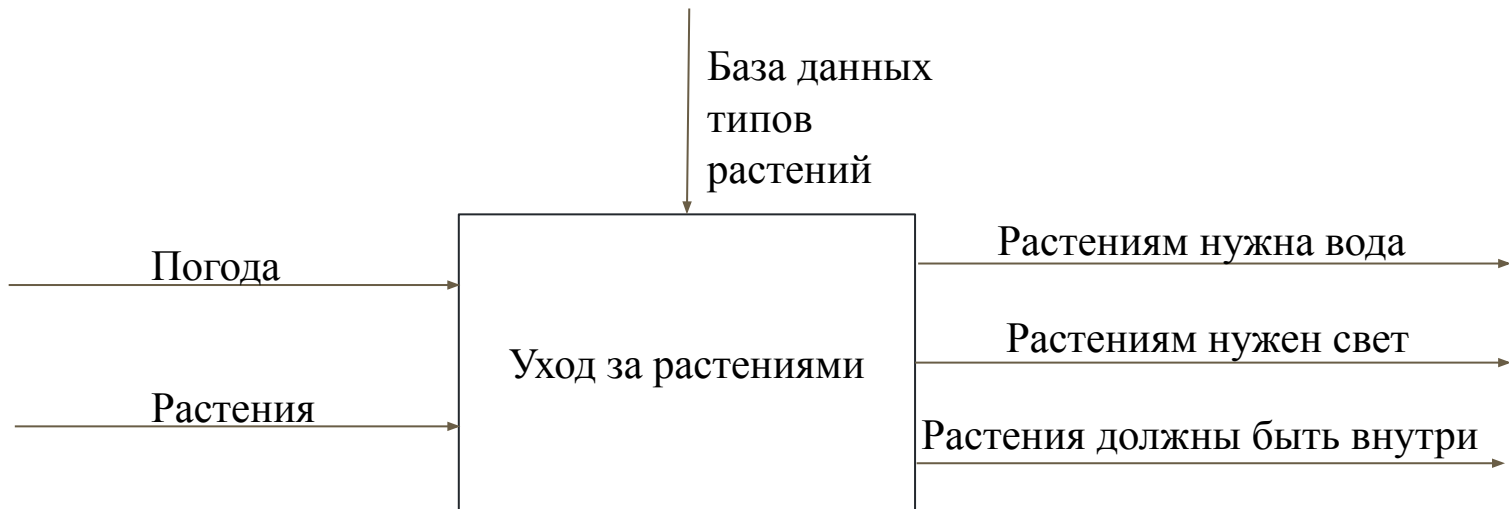 База данных
типов
растений
Погода
Растения
Уход за растениями
Растениям нужна вода
Растениям нужен свет
Растения должны быть внутри